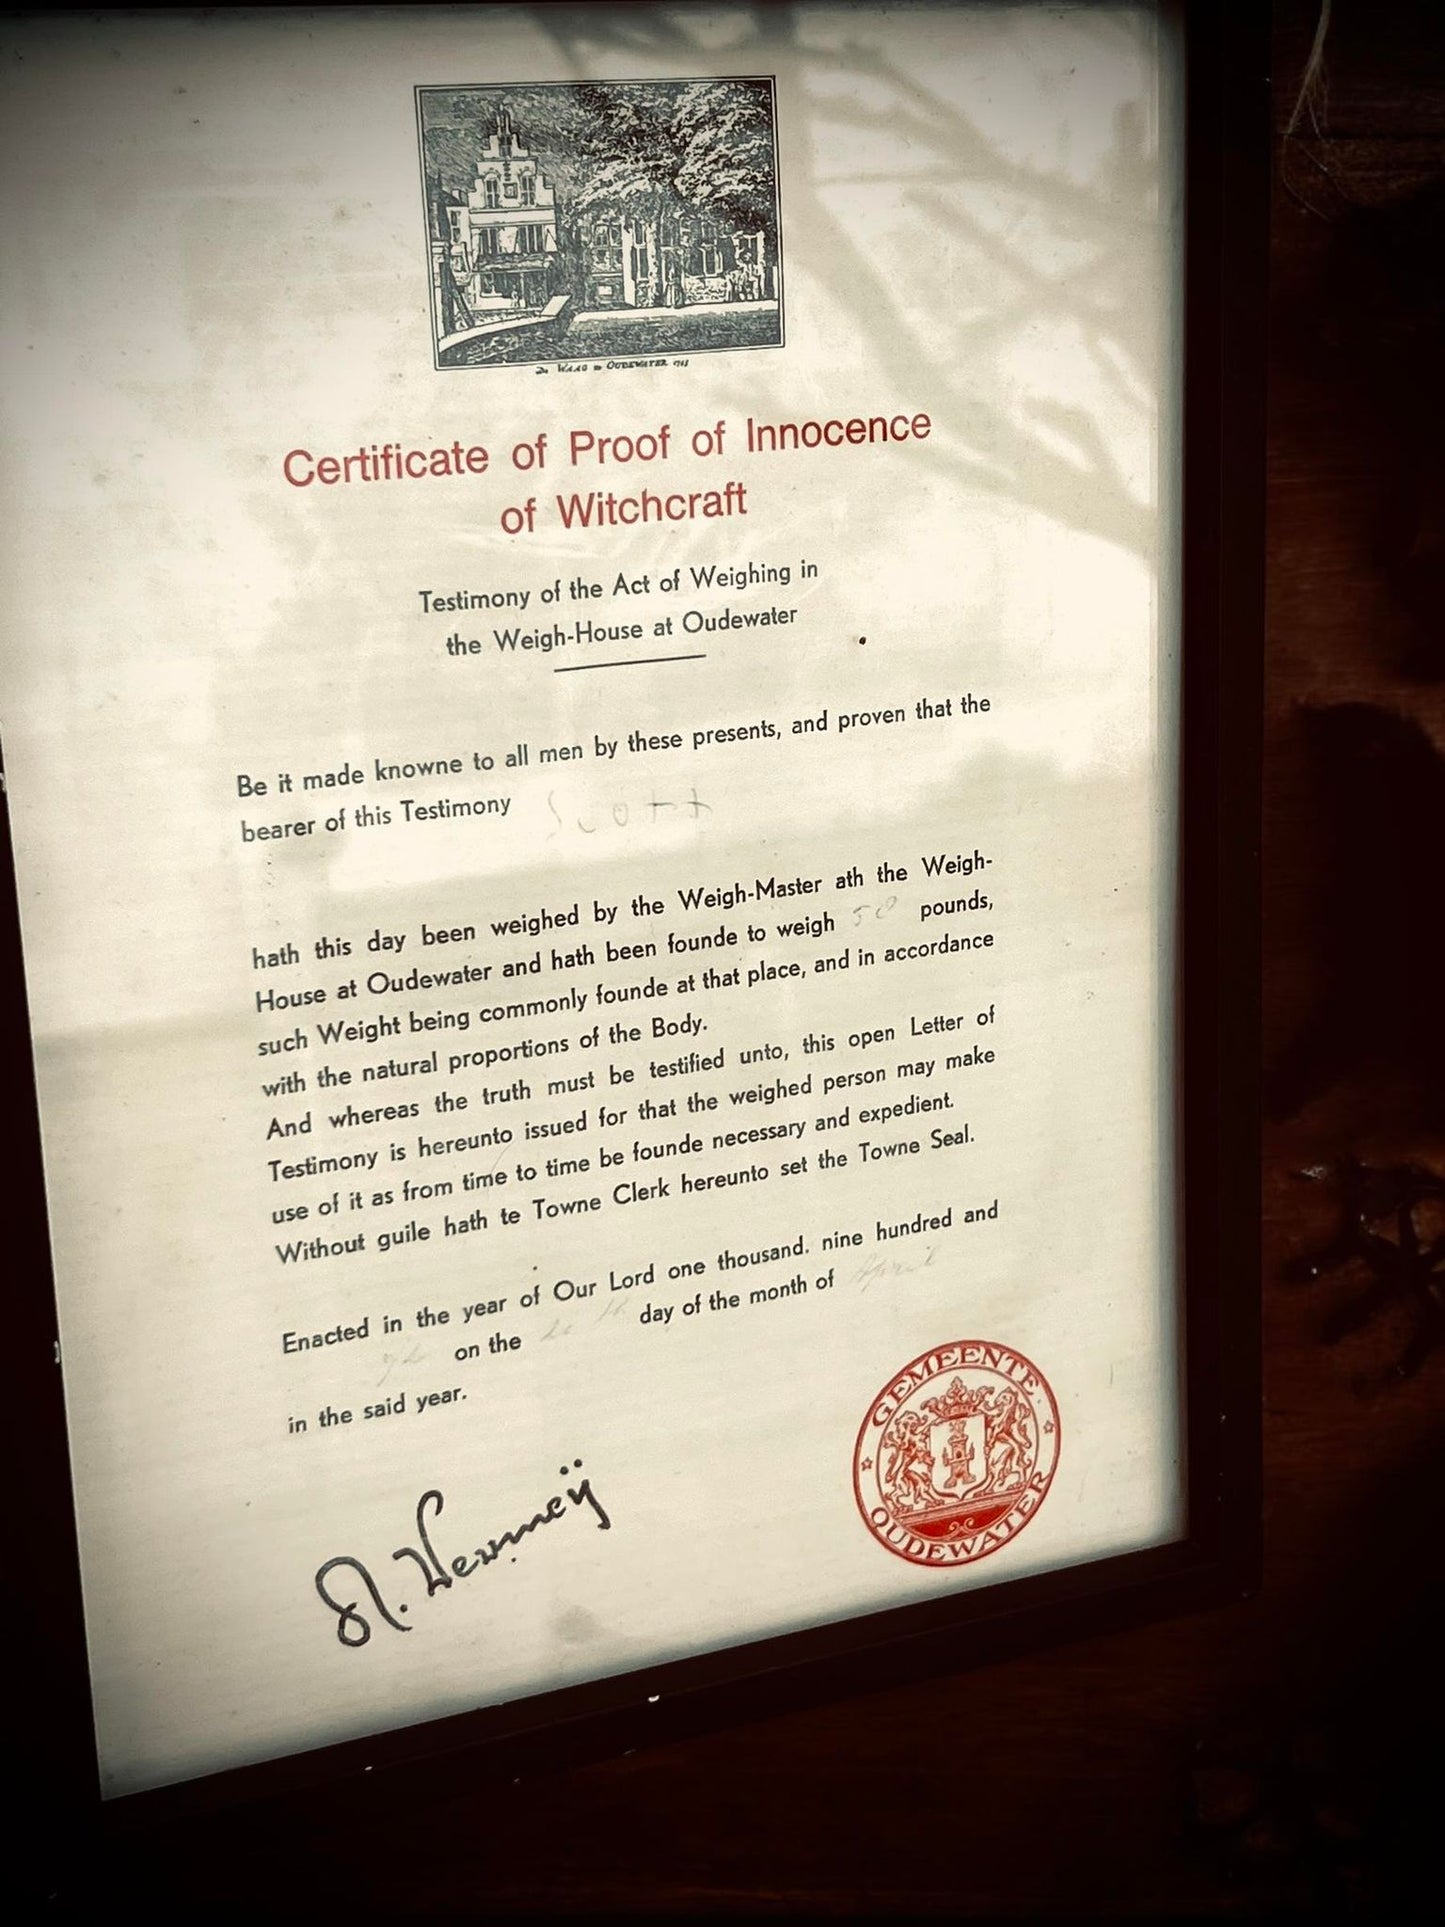 De WAAG te OUDEWATER
Certificate of Proof of Innocence
of Witchcraft
Testimony of the Act of Weighing in
the Weigh-House at Oudewater
Be it made knowne to all men by these presents, and proven that the
bearer of this Testimony Scott
hath this day been weighed by the Weigh-Master ath the Weigh-
House at Oudewater and hath been founde to weigh 58 pounds,
such Weight being commonly founde at that place, and in accordance
with the natural proportions of the Body.
And whereas the truth must be testified unto, this open Letter of
Testimony is hereunto issued for that the weighed person may make
use of it as from time to time be founde necessary and expedient.
Without guile hath te Towne Clerk hereunto set the Towne Seal.
Enacted in the year of Our Lord one thousand. nine hundred and
on the day of the month of April
in the said year.
GEMEENTE
OUDEWATER